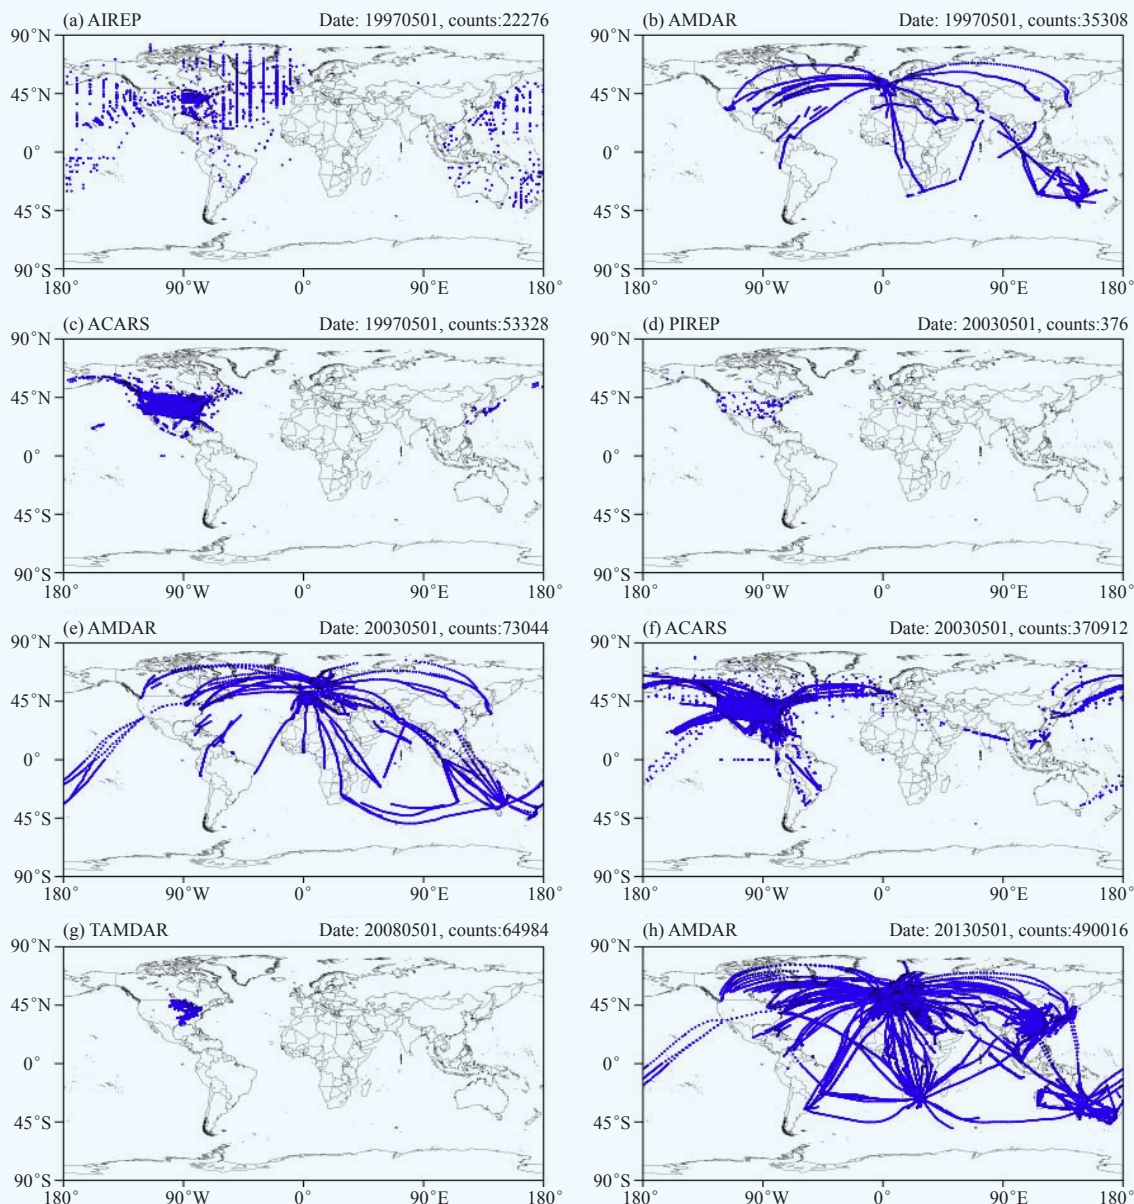 (a) AIREP Date: 19970501, counts:22276 (b) AMDAR Date: 19970501, counts:35308
90°N 90°N
45°N 45°N
0° 0°
45°S 45°S
90°S 90°S
180° 90°W 0° 90°E 180° 180° 90°W 0° 90°E 180°
(c) ACARS Date: 19970501, counts:53328 (d) PIREP Date: 20030501, counts:376
90°N 90°N
45°N 45°N
0° 0°
45°S 45°S
90°S 90°S
180° 90°W 0° 90°E 180° 180° 90°W 0° 90°E 180°
(e) AMDAR Date: 20030501, counts:73044 (f) ACARS Date: 20030501, counts:370912
90°N 90°N
45°N 45°N
0° 0°
45°S 45°S
90°S 90°S
180° 90°W 0° 90°E 180° 180° 90°W 0° 90°E 180°
(g) TAMDAR Date: 20080501, counts:64984 (h) AMDAR Date: 20130501, counts:490016
90°N 90°N
45°N 45°N
0° 0°
45°S 45°S
90°S 90°S
180° 90°W 0° 90°E 180° 180° 90°W 0° 90°E 180°